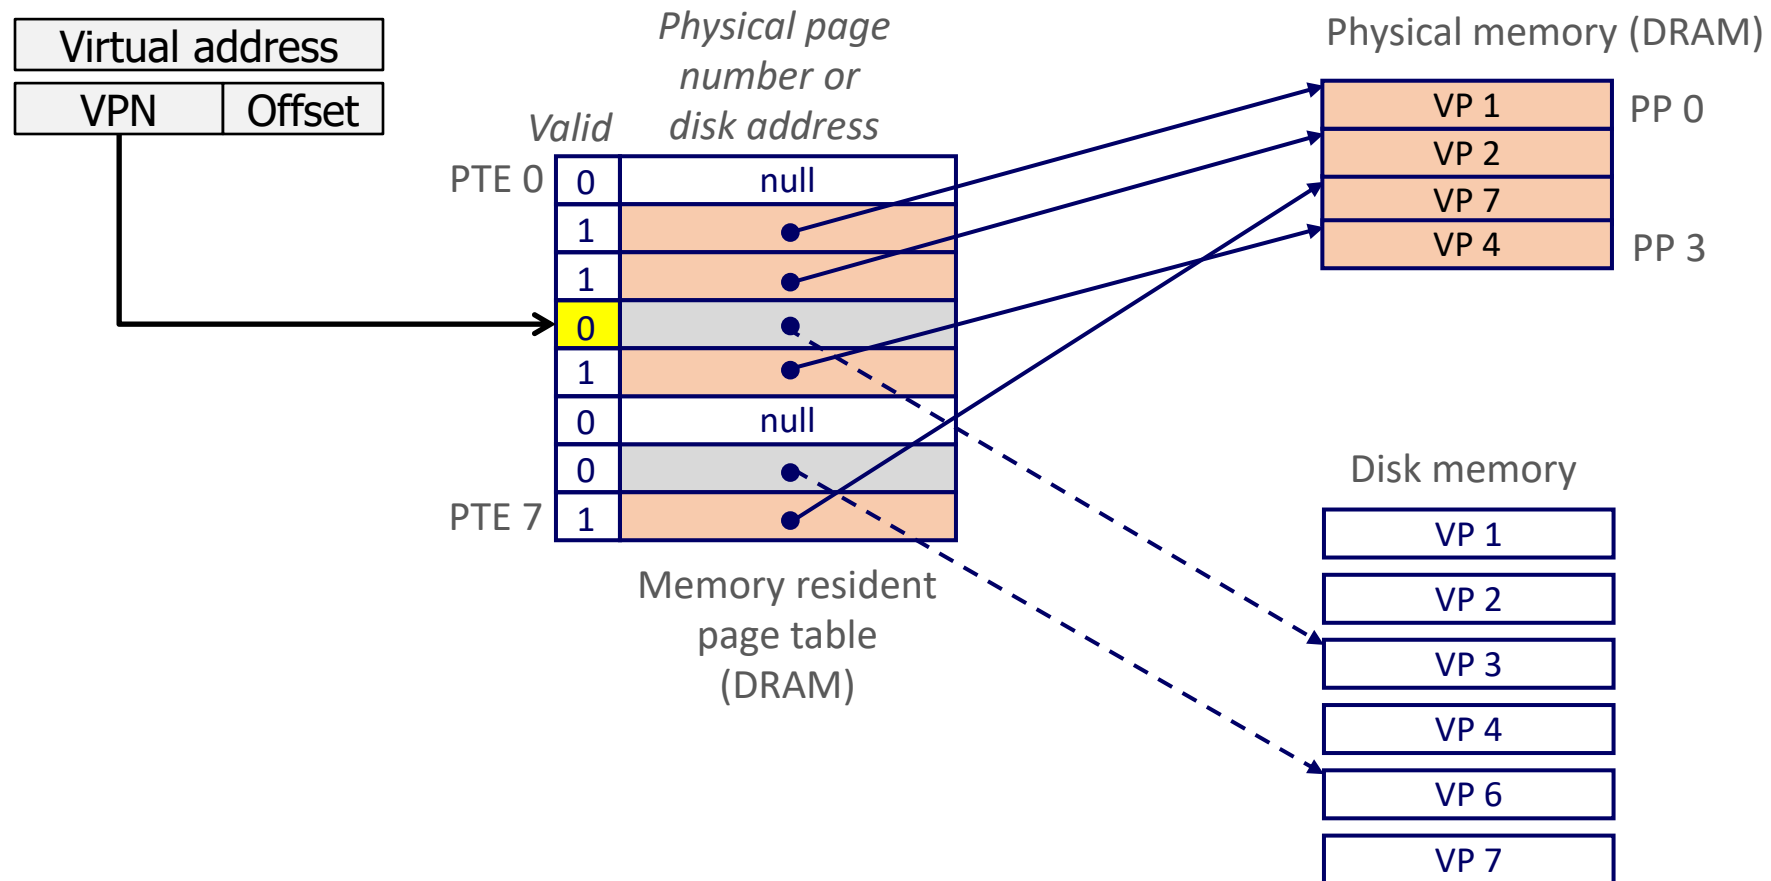 Virtual address
VPN Offset
Physical page
number or
disk address
Valid
PTE 0 0 null
1
1
0
1
0 null
0
PTE 7 1
Memory resident
page table
(DRAM)
Physical memory (DRAM)
VP 1 PP 0
VP 2
VP 7
VP 4 PP 3
Disk memory
VP 1
VP 2
VP 3
VP 4
VP 6
VP 7